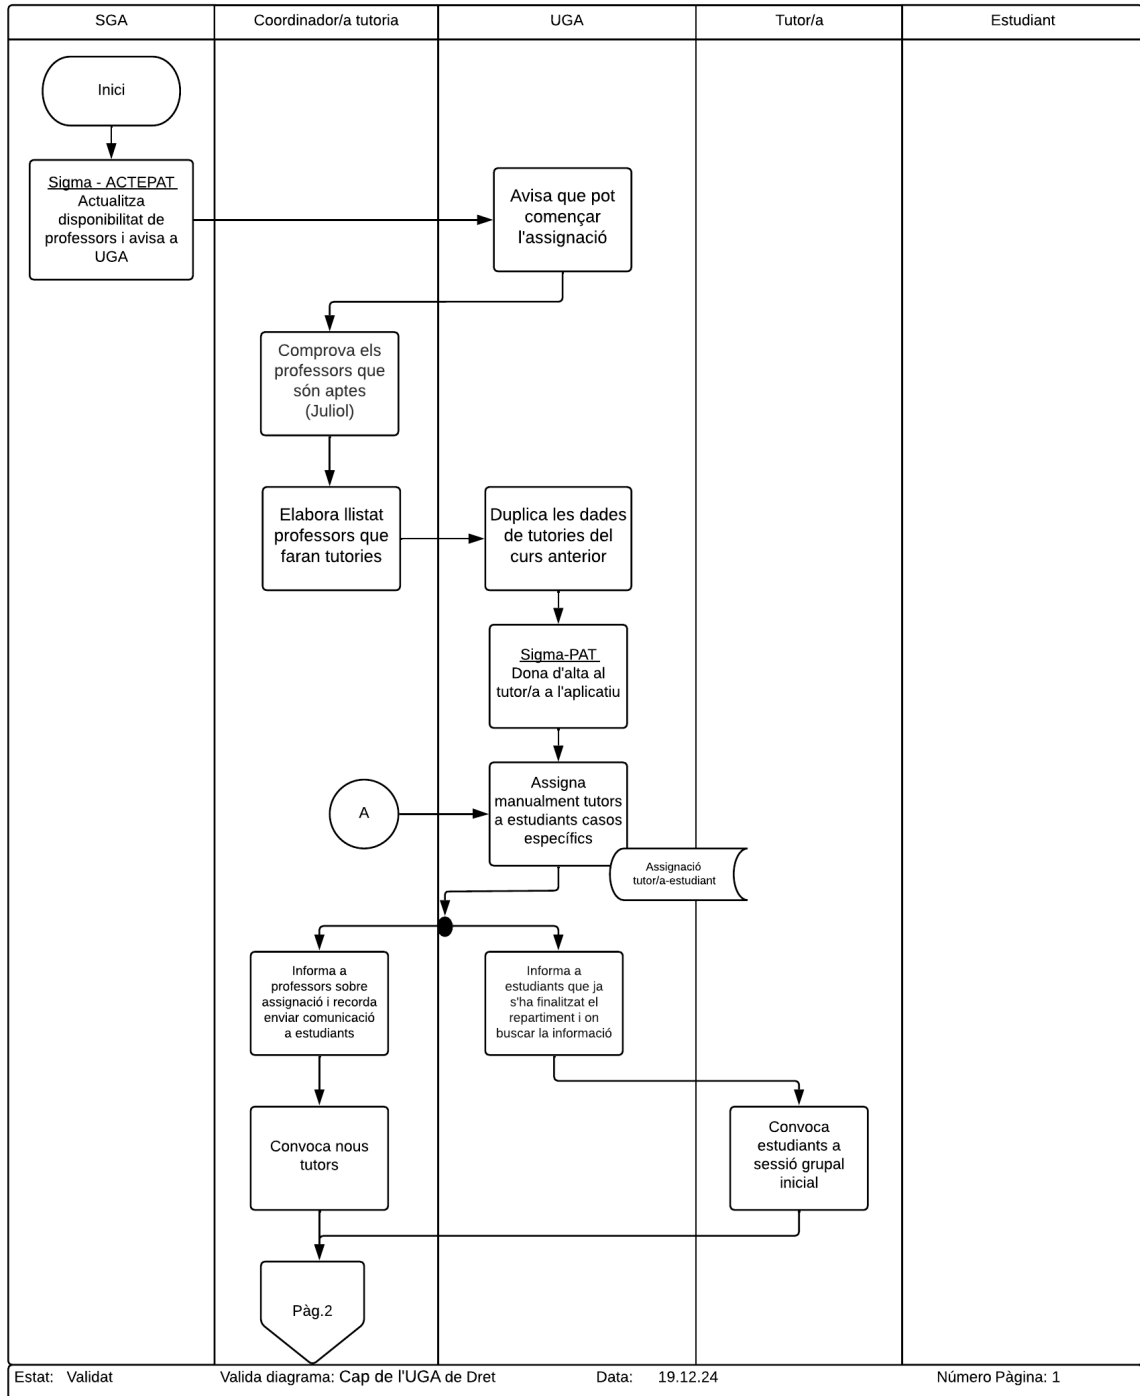 SGA
Coordinador/a tutoria
UGA
Tutor/a
Estudiant
Inici
Sigma - ACTEPAT
Actualitza
disponibilitat de
professors i avisa a
UGA
Avisa que pot
començar
l'assignació
Comprova els
professors que
són aptes
(Juliol)
Elabora llistat
professors que
faran tutories
Duplica les dades
de tutories del
curs anterior
Sigma-PAT
Dona d'alta al
tutor/a a l'aplicatiu
A
Assigna
manualment tutors
a estudiants casos
específics
Assignació
tutor/a-estudiant
Informa a
professors sobre
assignació i recorda
enviar comunicació
a estudiants
Informa a
estudiants que ja
s'ha finalitzat el
repartiment i on
buscar la informació
Convoca nous
tutors
Convoca
estudiants a
sessió grupal
inicial
Pàg.2
Estat: Validat
Valida diagrama: Cap de l'UGA de Dret
Data: 19.12.24
Número Pàgina: 1